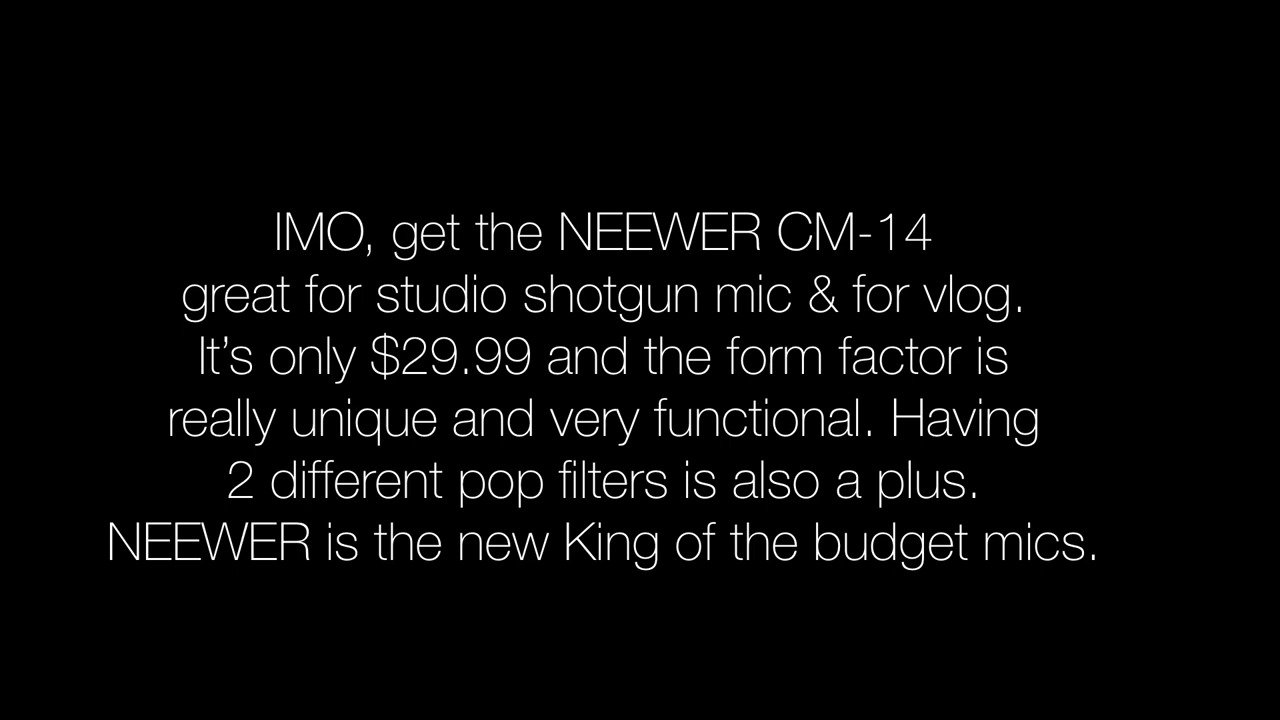 IMO, get the NEEWER CM-14
great for studio shotgun mic & for vlog.
It’s only $29.99 and the form factor is
really unique and very functional. Having
2 different pop filters is also a plus.
NEEWER is the new King of the budget mics.